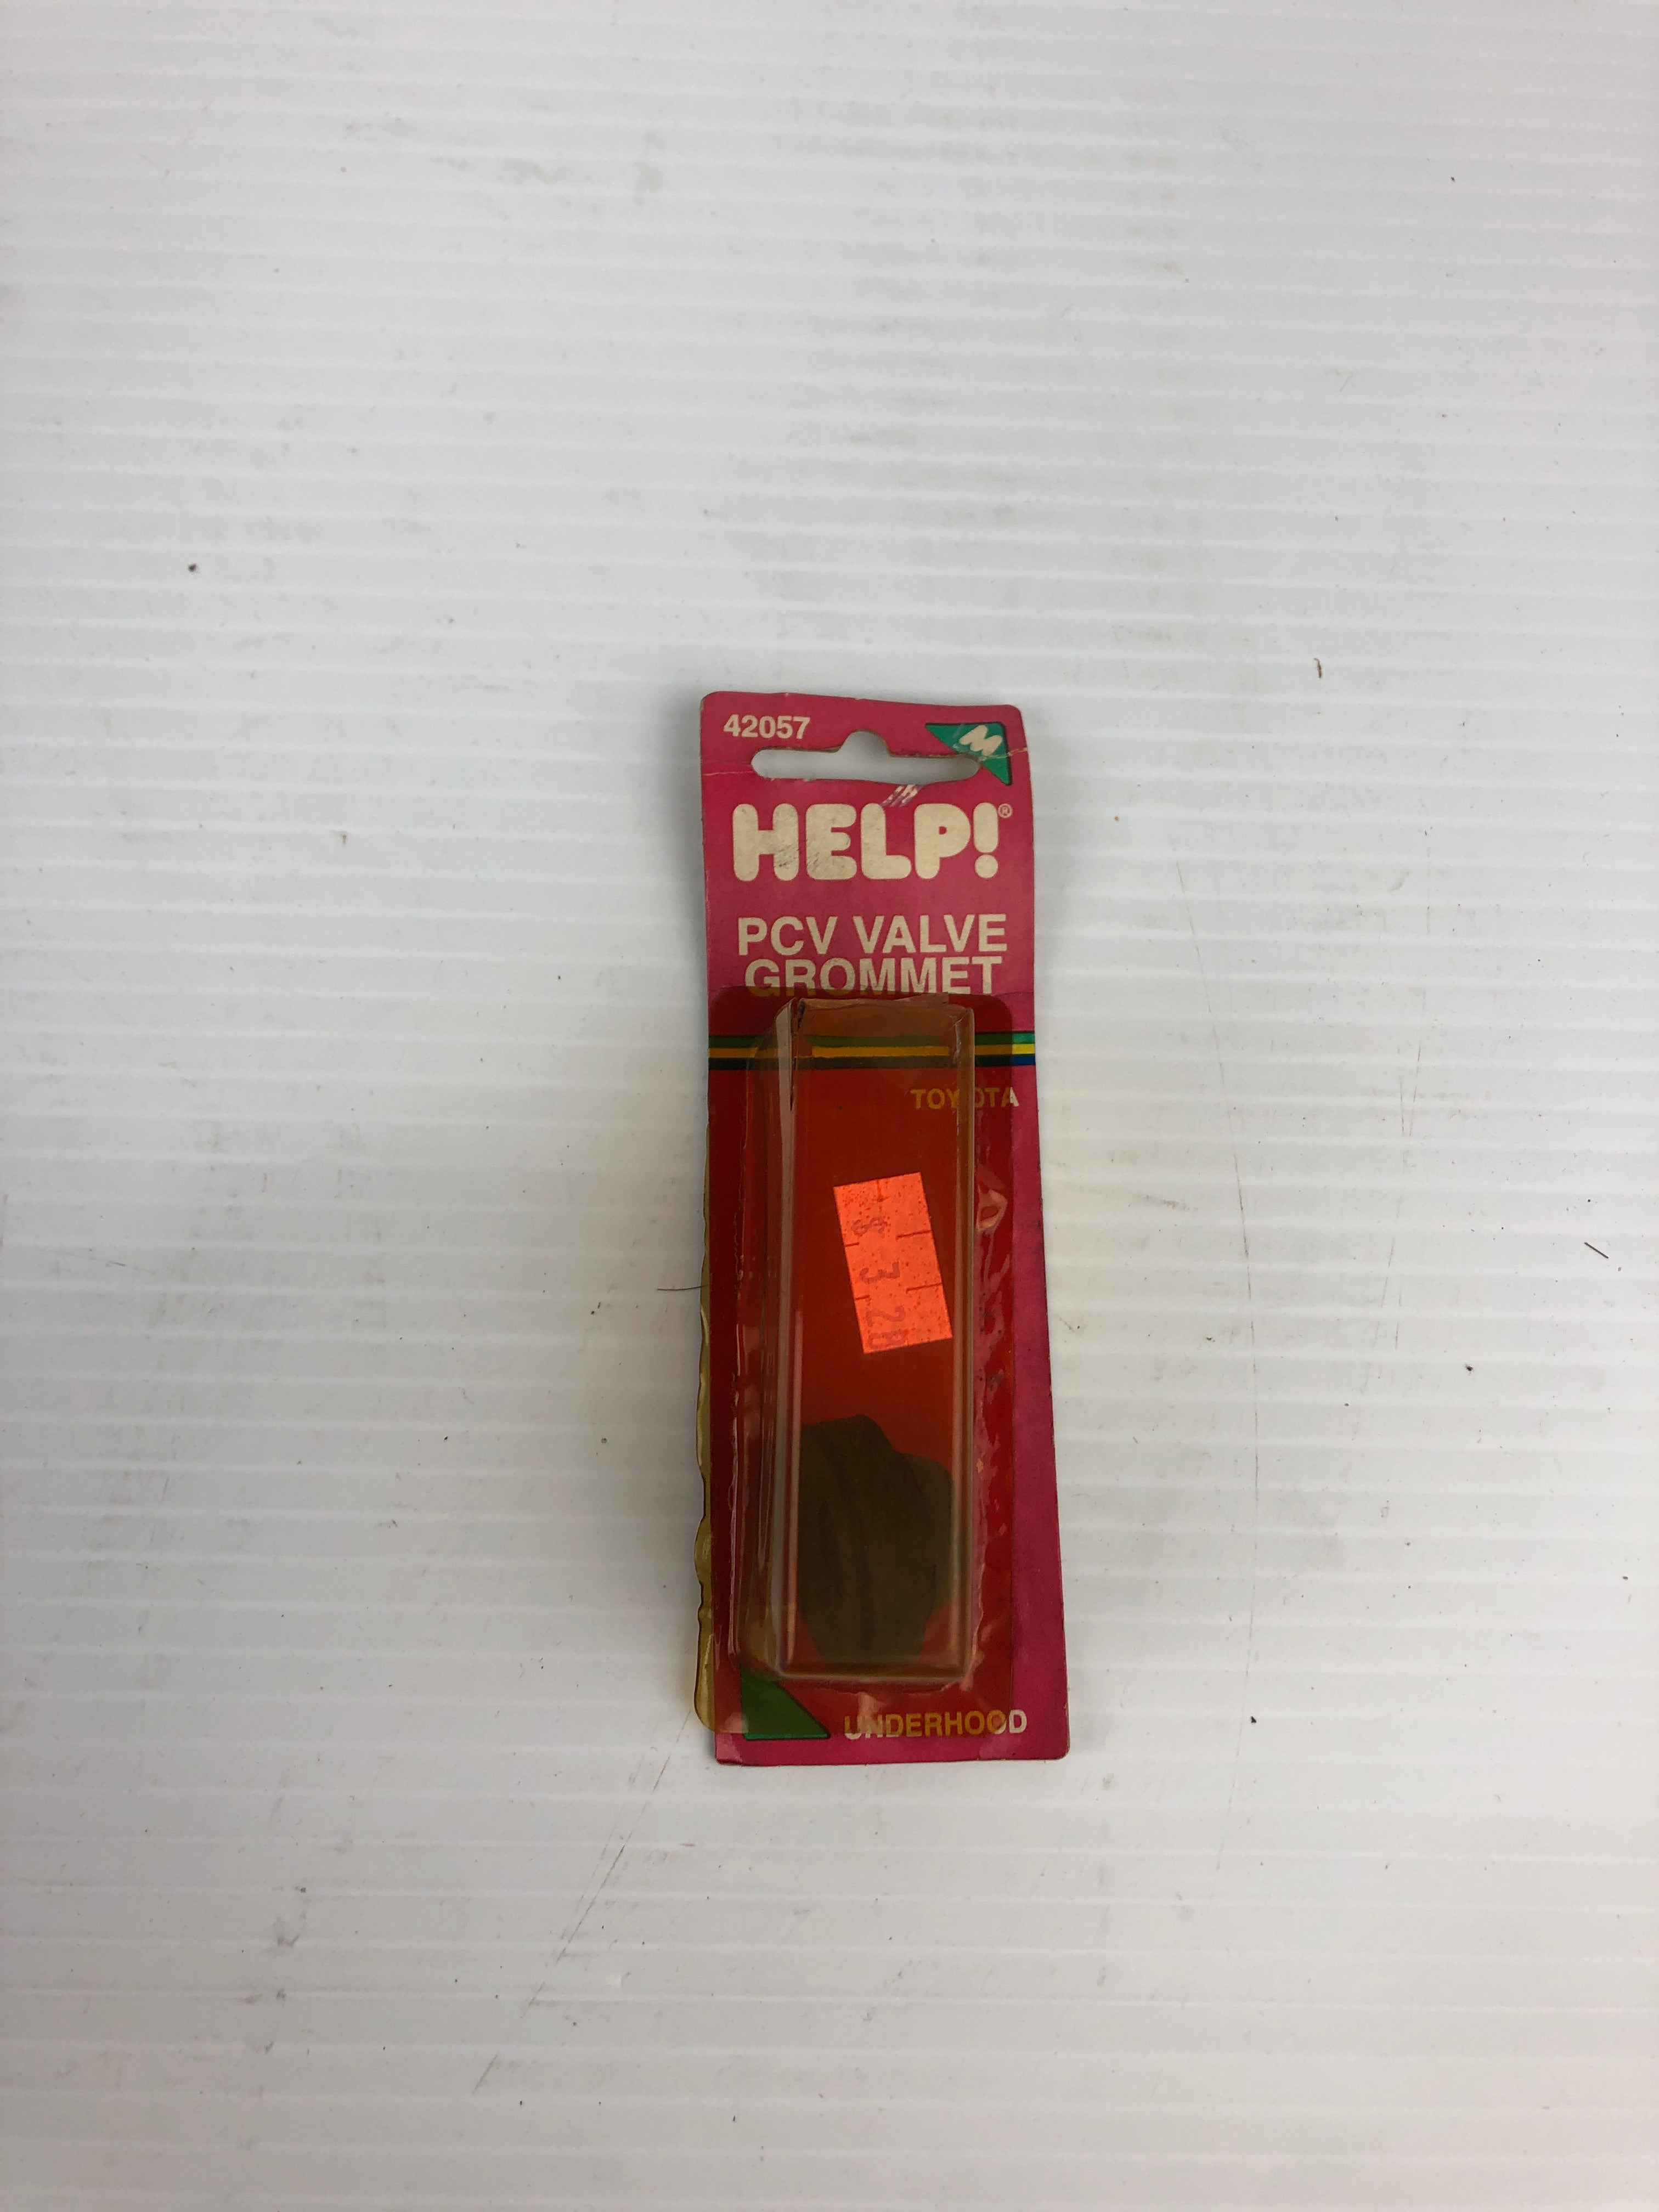 42057
M
HELP!®
PCV VALVE
GROMMET
TOYOTA
$ 3.28
UNDERHOOD